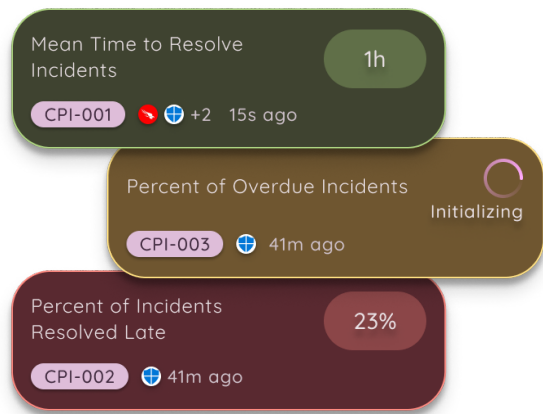 Mean Time to Resolve
Incidents
1h
CPI-001 +2 15s ago
Percent of Overdue Incidents
Initializing
CPI-003 41m ago
Percent of Incidents
Resolved Late
23%
CPI-002 41m ago